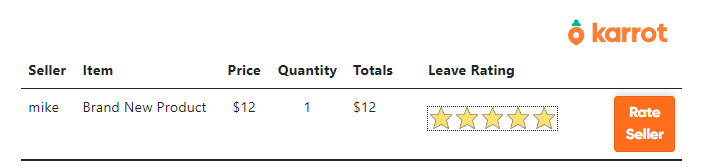 karrot
Seller Item Price Quantity Totals Leave Rating
mike Brand New Product $12 1 $12
Rate
Seller